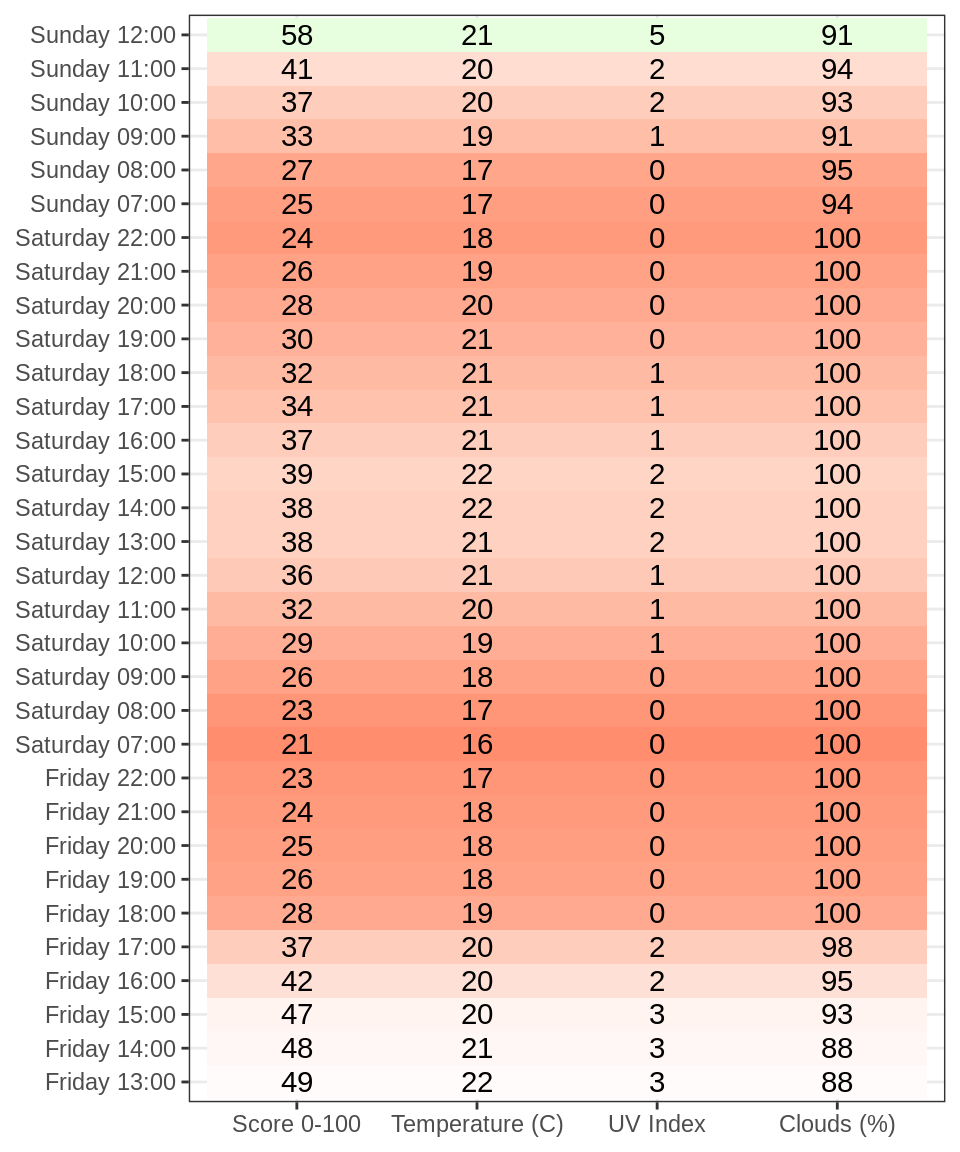 Sunday 12:00 58 21 5 91
Sunday 11:00 41 20 2 94
Sunday 10:00 37 20 2 93
Sunday 09:00 33 19 1 91
Sunday 08:00 27 17 0 95
Sunday 07:00 25 17 0 94
Saturday 22:00 24 18 0 100
Saturday 21:00 26 19 0 100
Saturday 20:00 28 20 0 100
Saturday 19:00 30 21 0 100
Saturday 18:00 32 21 1 100
Saturday 17:00 34 21 1 100
Saturday 16:00 37 21 1 100
Saturday 15:00 39 22 2 100
Saturday 14:00 38 22 2 100
Saturday 13:00 38 21 2 100
Saturday 12:00 36 21 1 100
Saturday 11:00 32 20 1 100
Saturday 10:00 29 19 1 100
Saturday 09:00 26 18 0 100
Saturday 08:00 23 17 0 100
Saturday 07:00 21 16 0 100
Friday 22:00 23 17 0 100
Friday 21:00 24 18 0 100
Friday 20:00 25 18 0 100
Friday 19:00 26 18 0 100
Friday 18:00 28 19 0 100
Friday 17:00 37 20 2 98
Friday 16:00 42 20 2 95
Friday 15:00 47 20 3 93
Friday 14:00 48 21 3 88
Friday 13:00 49 22 3 88
Score 0-100 Temperature (C) UV Index Clouds (%)